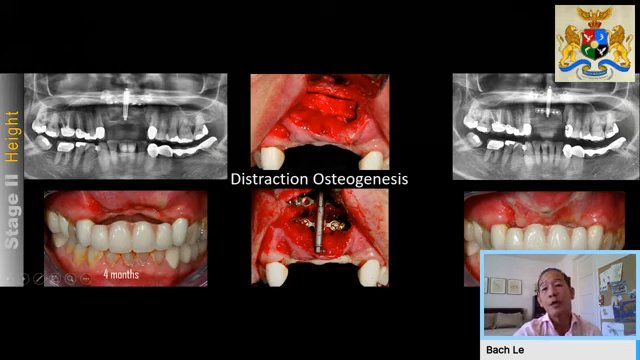 Stage II Height
Distraction Osteogenesis
4 months
Bach Le